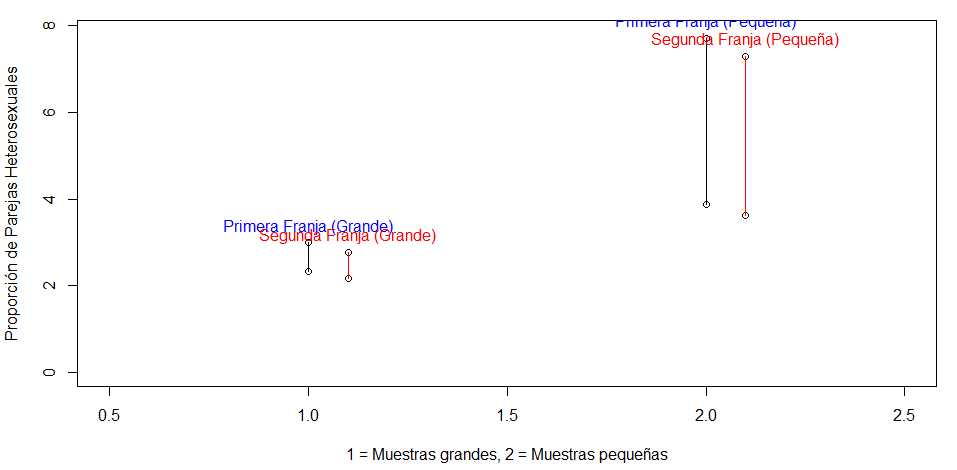 Primera Franja (Pequeña)
Segunda Franja (Pequeña)
Primera Franja (Grande)
Segunda Franja (Grande)
Proporción de Parejas Heterosexuales
8
6
4
2
0
0.5 1.0 1.5 2.0 2.5
1 = Muestras grandes, 2 = Muestras pequeñas